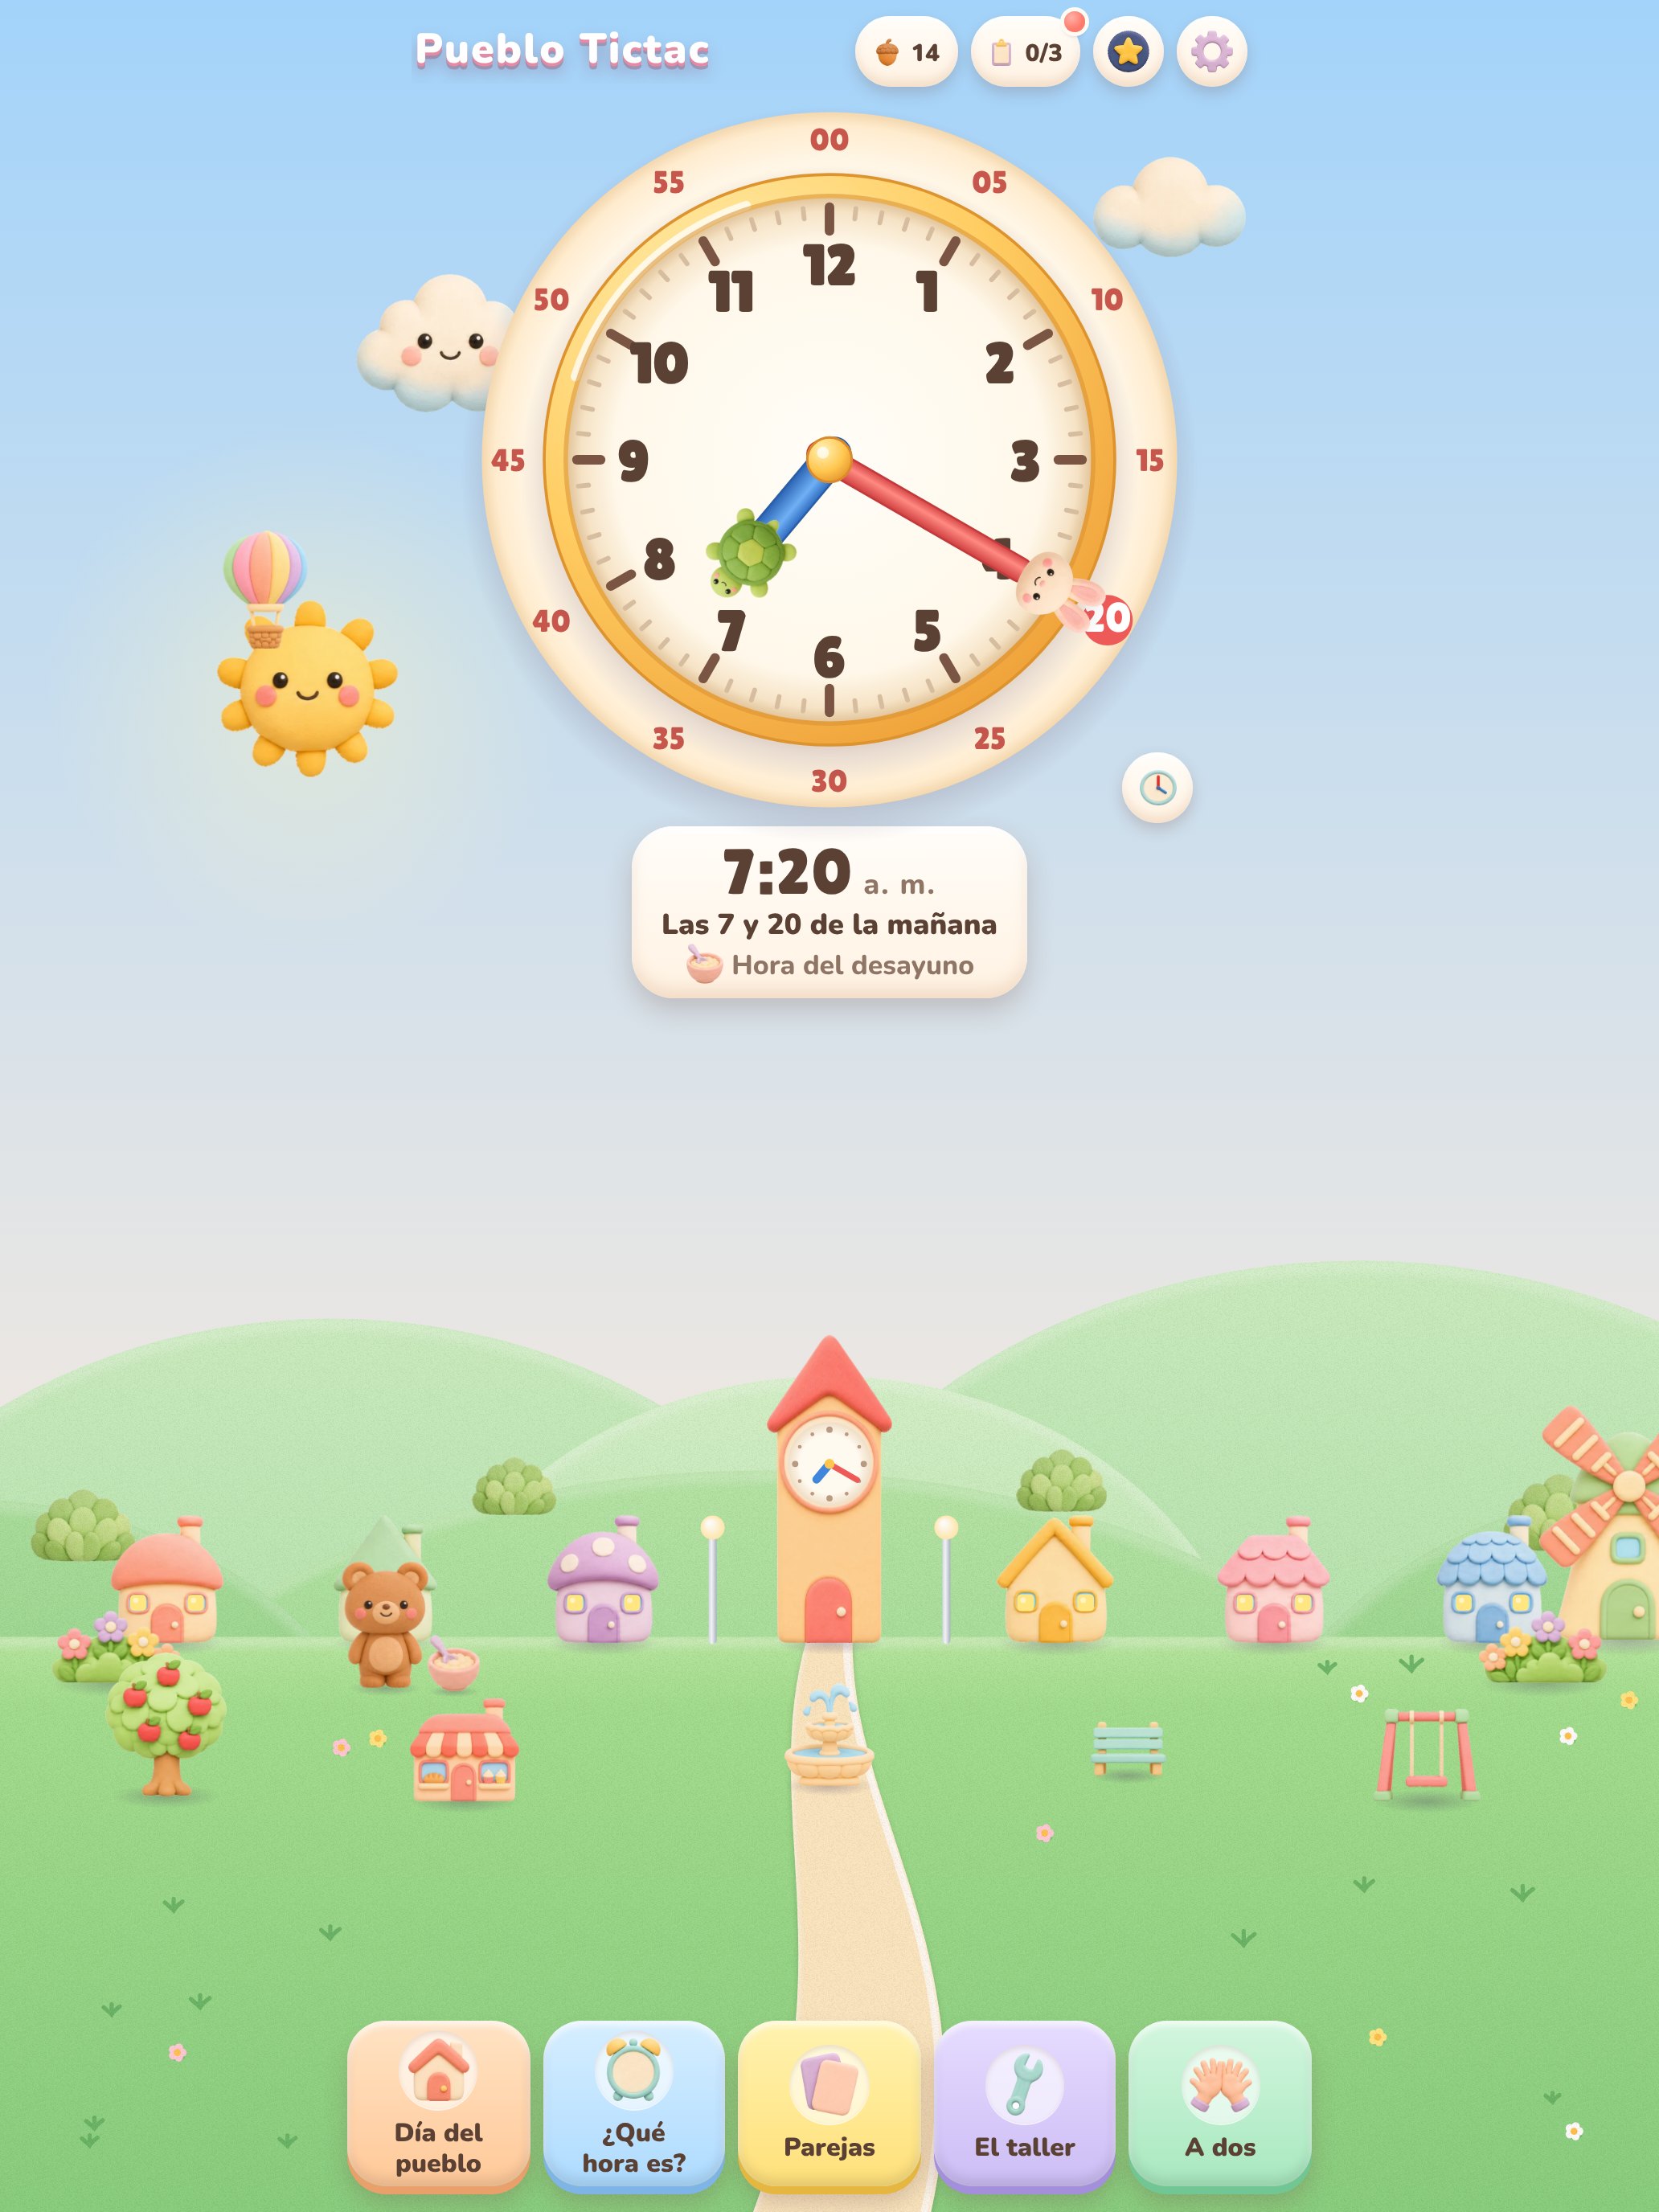 Pueblo Tictac
14
0/3
00
55
05
50
10
45
15
40
20
35
25
30
12
11
1
10
2
9
3
8
4
7
5
6
7:20 a. m.
Las 7 y 20 de la mañana
Hora del desayuno
Día del
pueblo
¿Qué
hora es?
Parejas
El taller
A dos